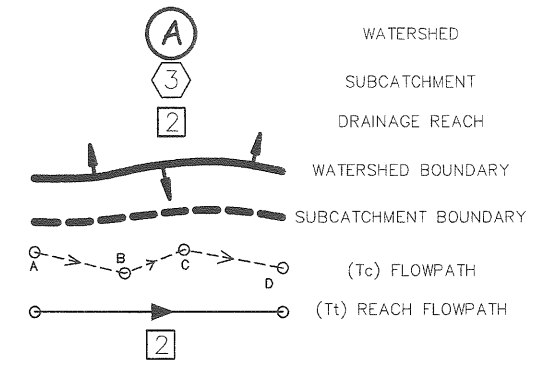 A WATERSHED
3 SUBCATCHMENT
2 DRAINAGE REACH
WATERSHED BOUNDARY
SUBCATCHMENT BOUNDARY
A B C D (Tc) FLOWPATH
(Tt) REACH FLOWPATH
2